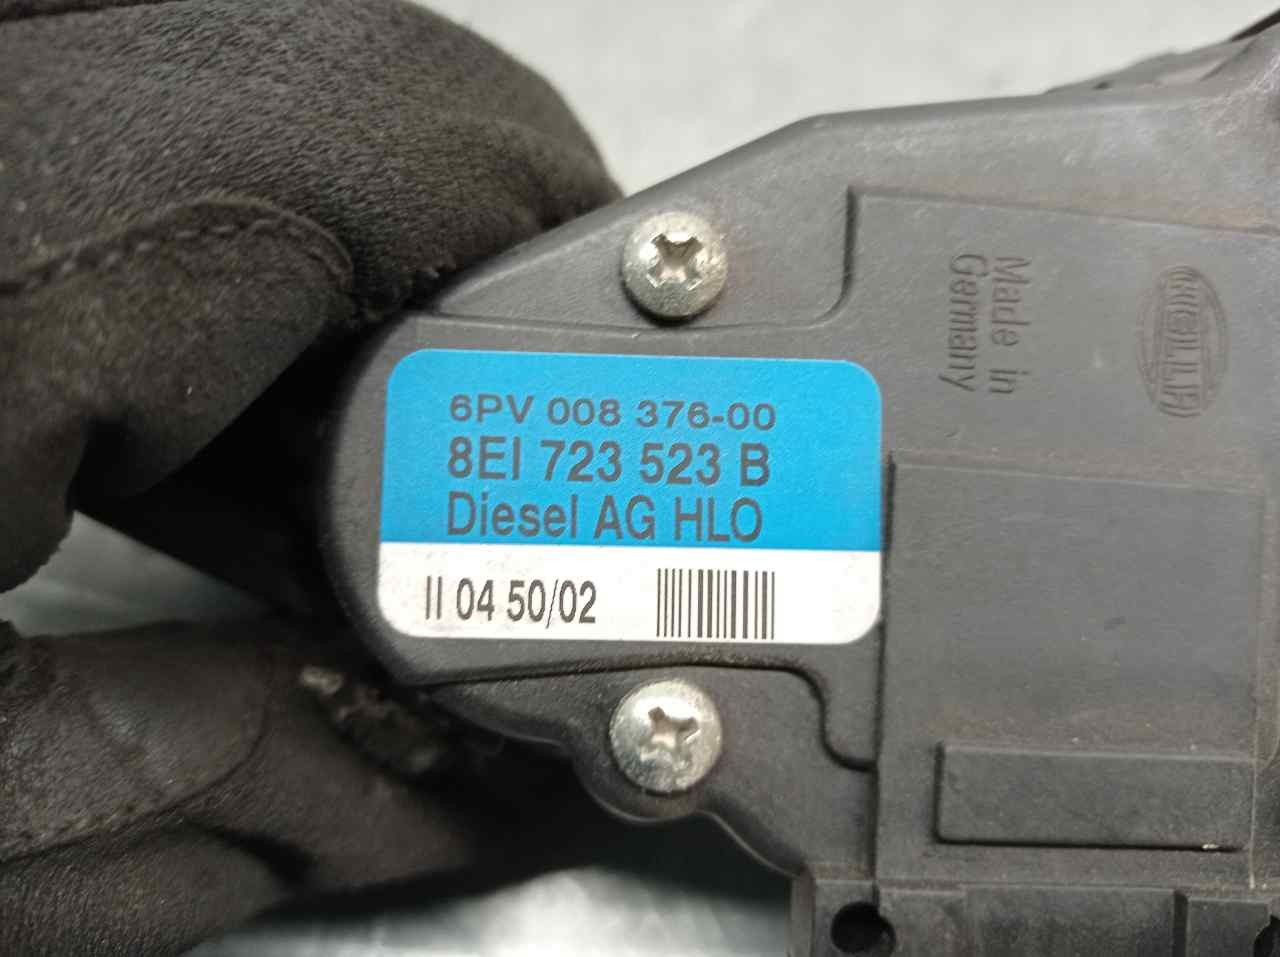 6PV 008 376-00
8EI 723 523 B
Diesel AG HLO
II 04 50/02
Made in
Germany
HELLA